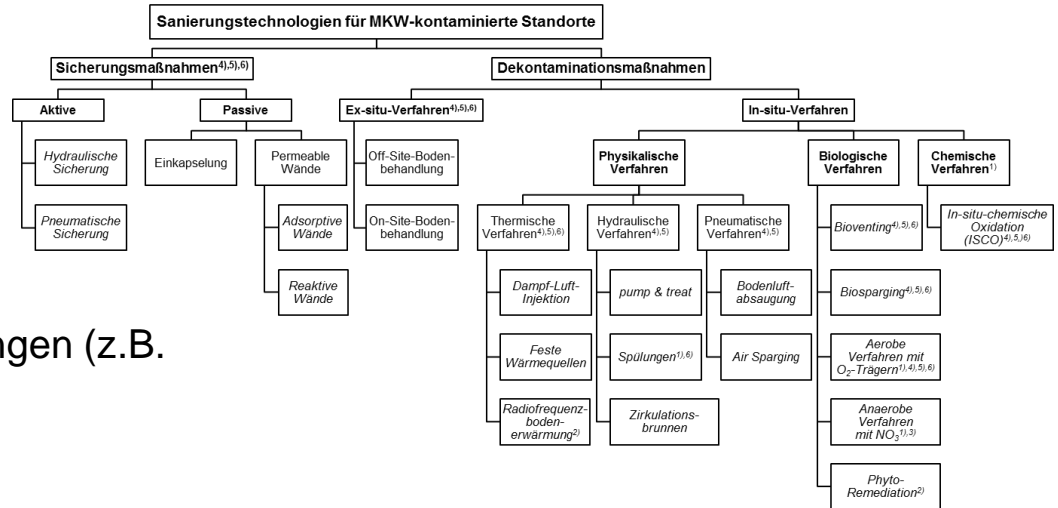 Sanierungstechnologien für MKW-kontaminierte Standorte
Sicherungsmaßnahmen4),5),6)
Dekontaminationsmaßnahmen
Aktive
Passive
Ex-situ-Verfahren4),5),6)
In-situ-Verfahren
Hydraulische
Sicherung
Pneumatische
Sicherung
Einkapselung
Permeable
Wände
Adsorptive
Wände
Reaktive
Wände
Off-Site-Boden-
behandlung
On-Site-Boden-
behandlung
Physikalische
Verfahren
Biologische
Verfahren
Chemische
Verfahren1)
Thermische
Verfahren4),5),6)
Hydraulische
Verfahren4),5)
Pneumatische
Verfahren4),5)
Dampf-Luft-
Injektion
Feste
Wärmequellen
Radiofrequenz-
boden-
erwärmung2)
pump & treat
Spülungen1),6)
Zirkulations-
brunnen
Bodenluft-
absaugung
Air Sparging
Bioventing4),5),6)
Biosparging4),5),6)
Aerobe
Verfahren mit
O2-Trägern1),4),5),6)
Anaerobe
Verfahren
mit NO3 1),3)
Phyto-
Remediation2)
In-situ-chemische
Oxidation
(ISCO)4),5,)6)
ngen (z.B.